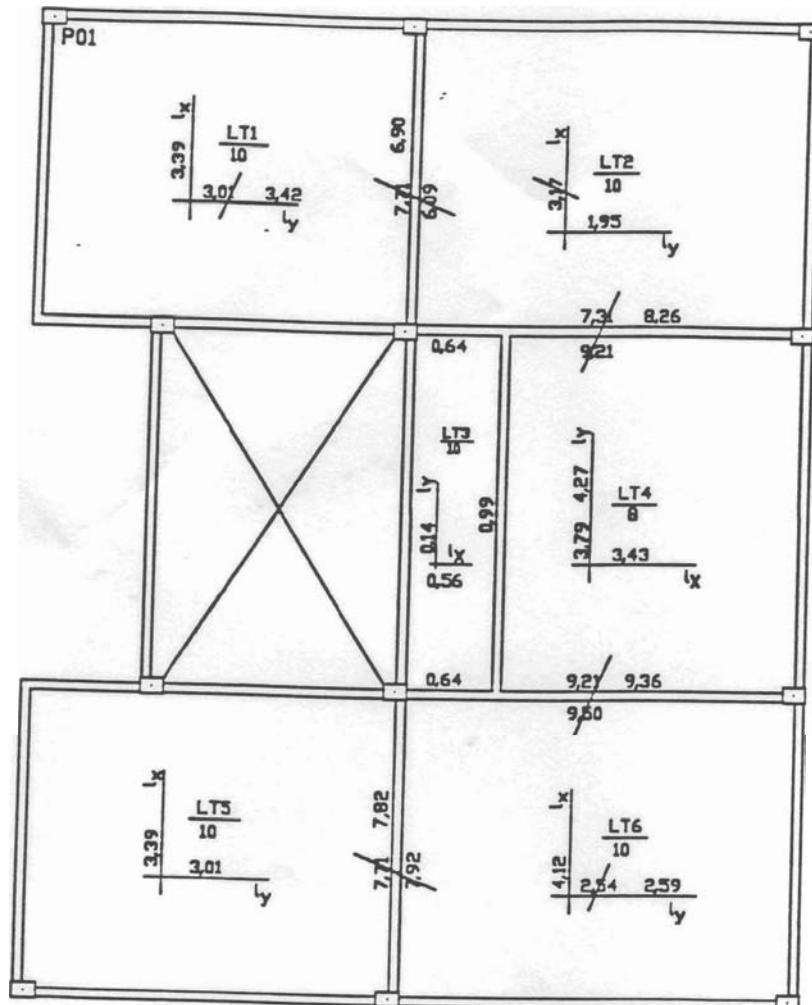 P01
lx
LT1
10
3,39
3,01 3,42
ly
6,90
7,71
6,09
lx
LT2
10
3,17
1,95
ly
7,31 8,26
0,64 9,21
LT3
10
ly
0,14
lx
0,56
0,99
ly
4,27
LT4
8
3,79
3,43
lx
0,64 9,21 9,36
9,60
lx
LT5
10
3,39
3,01
ly
7,82
7,71
7,92
lx
LT6
10
4,12
2,54 2,59
ly